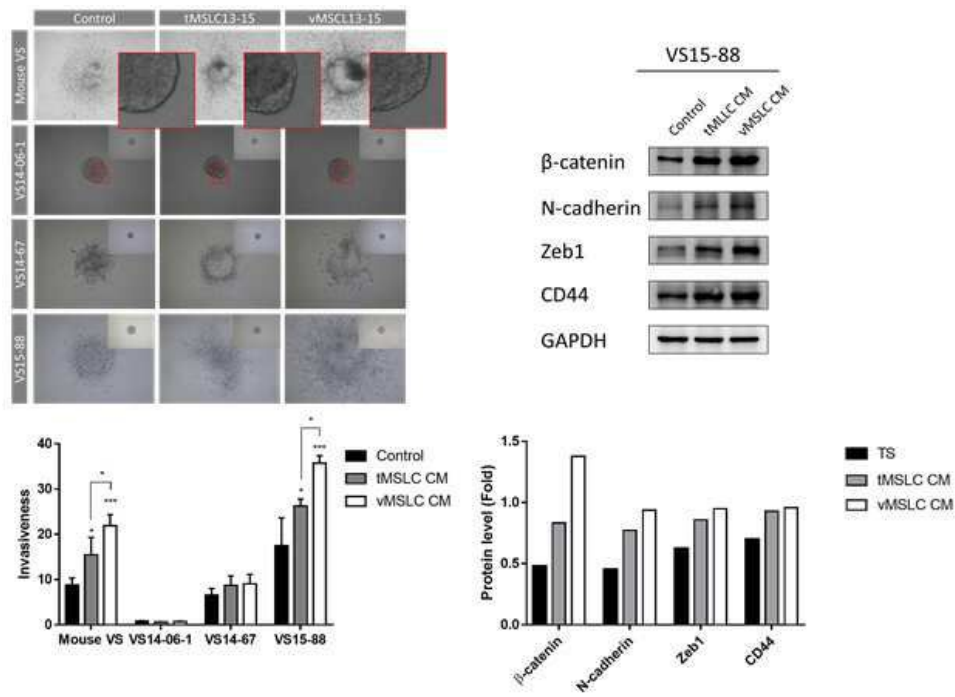 Control tMSLC13-15 vMSCL13-15
Mouse VS
VS14-06-1
VS14-67
VS15-88
VS15-88
Control tMLLC CM vMSLC CM
β-catenin
N-cadherin
Zeb1
CD44
GAPDH
Invasiveness
40
30
20
10
0
* *** * * *** *
Mouse VS VS14-06-1 VS14-67 VS15-88
Control
tMSLC CM
vMSLC CM
Protein level (Fold)
1.5
1.0
0.5
0.0
β-catenin N-cadherin Zeb1 CD44
TS
tMSLC CM
vMSLC CM